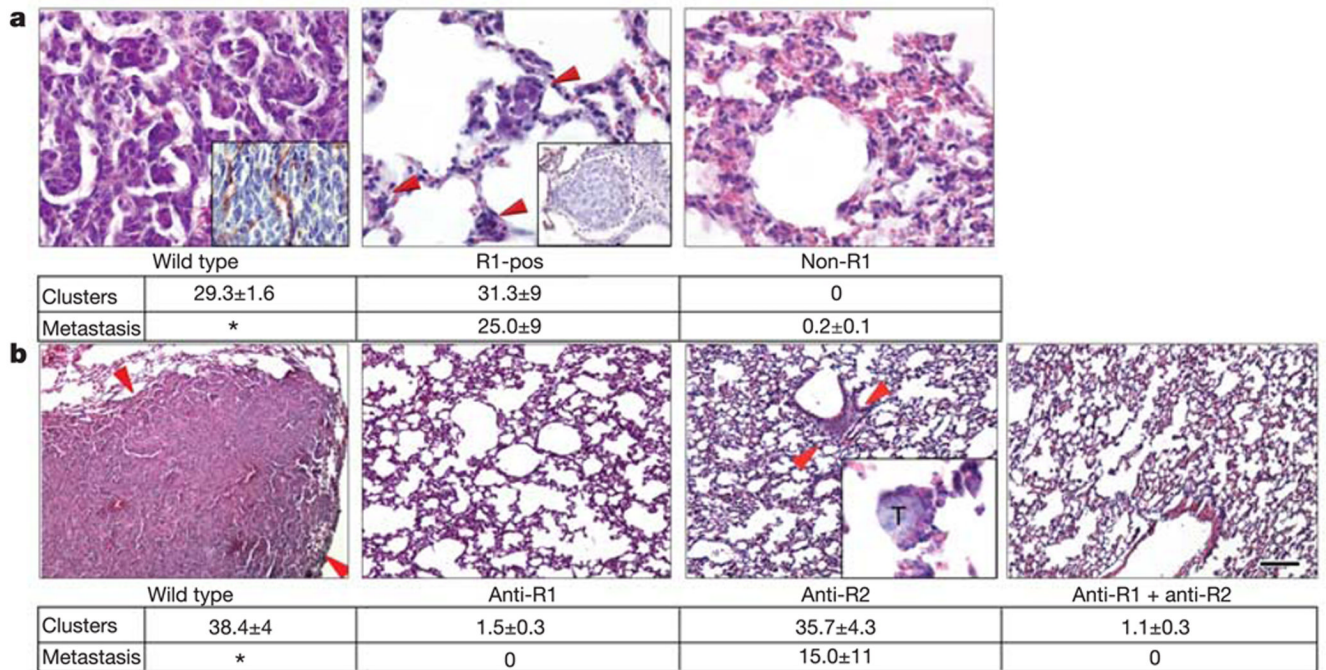 a
Wild type R1-pos Non-R1
Clusters 29.3±1.6 31.3±9 0
Metastasis * 25.0±9 0.2±0.1
b
T
Wild type Anti-R1 Anti-R2 Anti-R1 + anti-R2
Clusters 38.4±4 1.5±0.3 35.7±4.3 1.1±0.3
Metastasis * 0 15.0±11 0